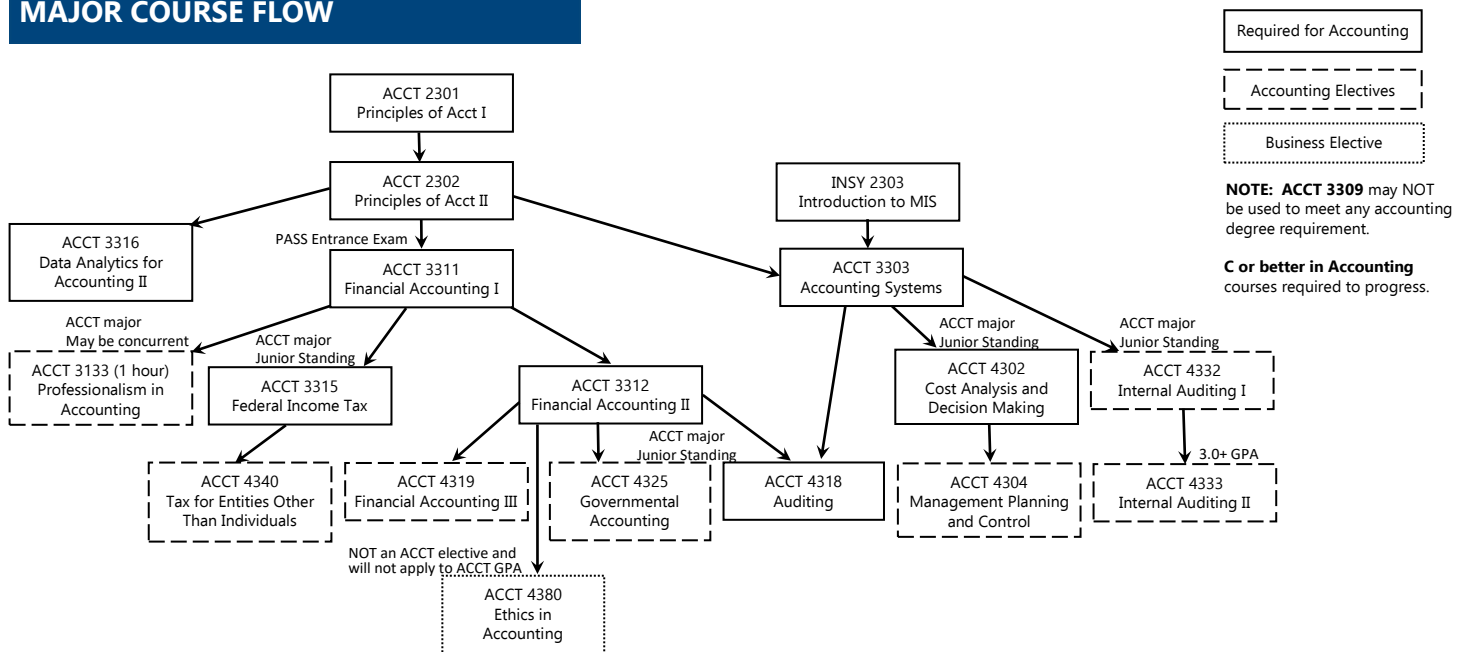 MAJOR COURSE FLOW
Required for Accounting
Accounting Electives
Business Elective
NOTE: ACCT 3309 may NOT
be used to meet any accounting
degree requirement.
C or better in Accounting
courses required to progress.
ACCT 2301
Principles of Acct I
ACCT 2302
Principles of Acct II
INSY 2303
Introduction to MIS
ACCT 3316
Data Analytics for
Accounting II
PASS Entrance Exam
ACCT 3311
Financial Accounting I
ACCT 3303
Accounting Systems
ACCT major
May be concurrent
ACCT 3133 (1 hour)
Professionalism in
Accounting
ACCT major
Junior Standing
ACCT 3315
Federal Income Tax
ACCT 3312
Financial Accounting II
ACCT major
Junior Standing
ACCT 4302
Cost Analysis and
Decision Making
ACCT major
Junior Standing
ACCT 4332
Internal Auditing I
ACCT 4340
Tax for Entities Other
Than Individuals
ACCT 4319
Financial Accounting III
ACCT 4325
Governmental
Accounting
ACCT major
Junior Standing
ACCT 4318
Auditing
ACCT 4304
Management Planning
and Control
3.0+ GPA
ACCT 4333
Internal Auditing II
NOT an ACCT elective and
will not apply to ACCT GPA
ACCT 4380
Ethics in
Accounting